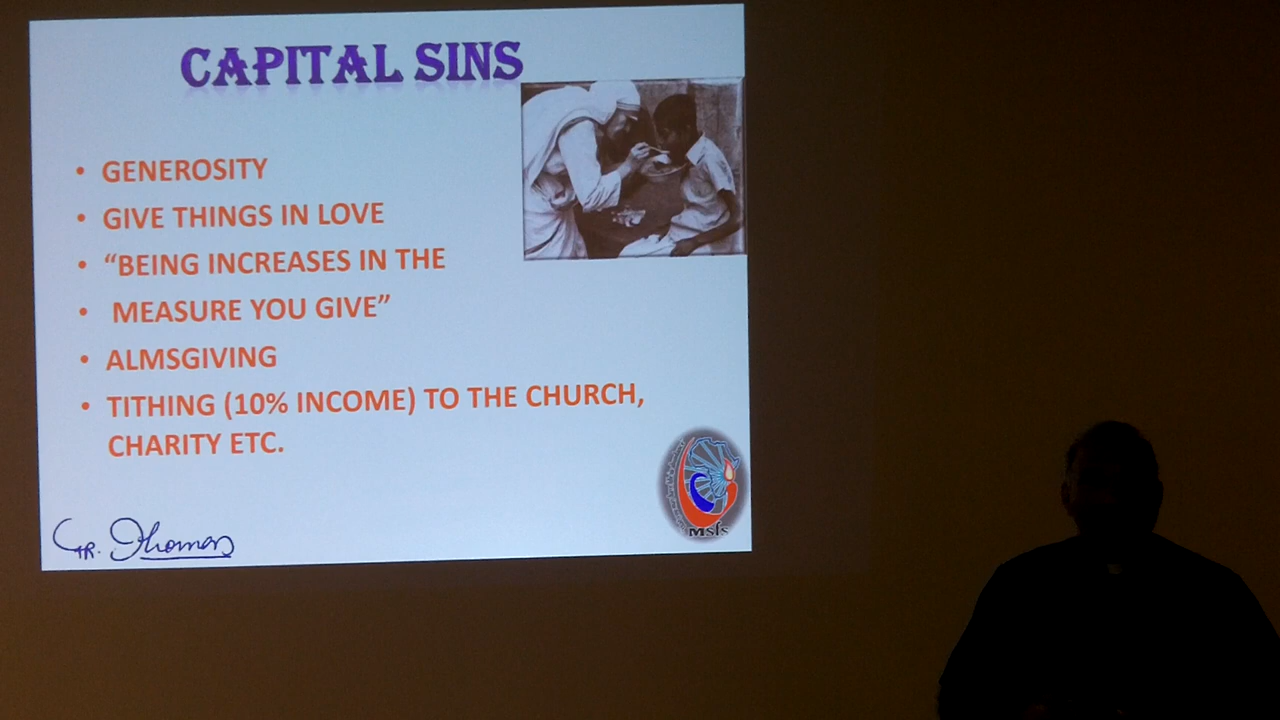 CAPITAL SINS
• GENEROSITY
• GIVE THINGS IN LOVE
• “BEING INCREASES IN THE
• MEASURE YOU GIVE”
• ALMSGIVING
• TITHING (10% INCOME) TO THE CHURCH,
CHARITY ETC.
Thomas
Msfs